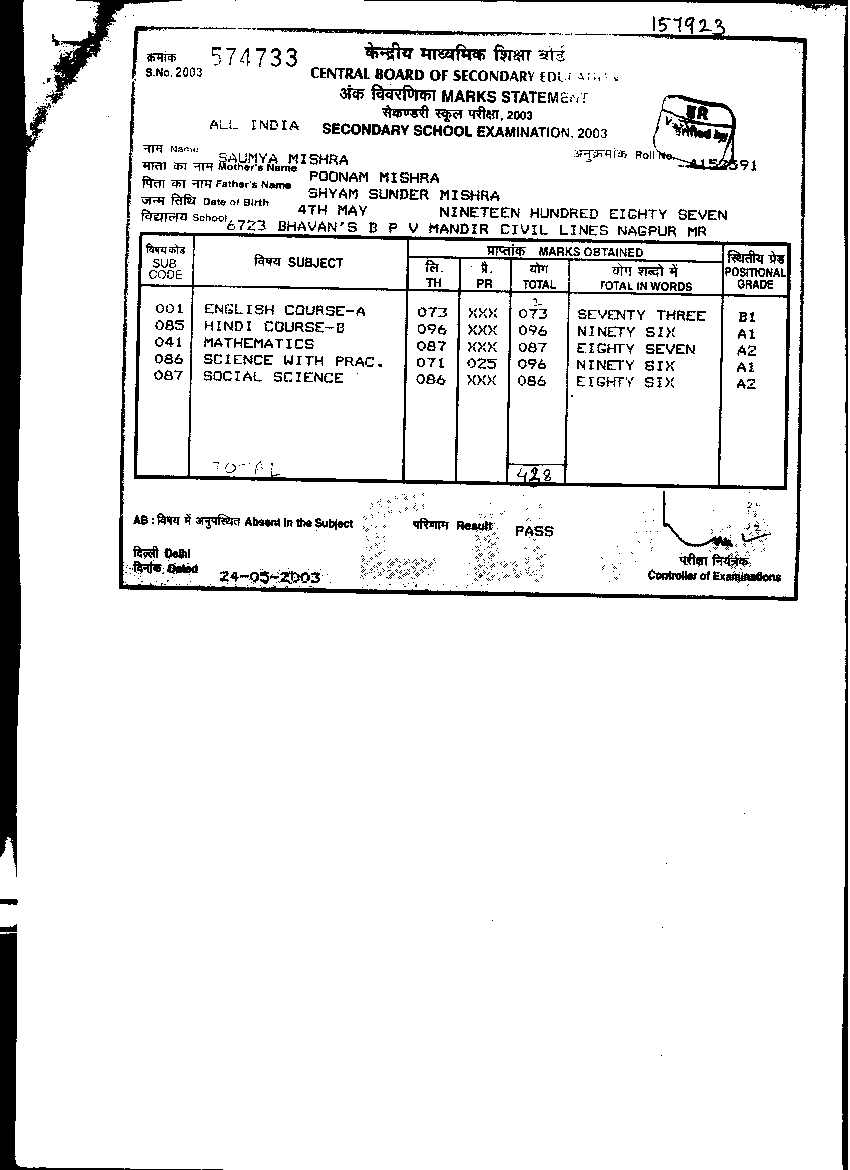 157923
क्रमांक 574733 केन्द्रीय माध्यमिक शिक्षा बोर्ड
S.No. 2003 CENTRAL BOARD OF SECONDARY EDUCATION
अंक विवरणिका MARKS STATEMENT
सेकण्डरी स्कूल परीक्षा, 2003
ALL INDIA SECONDARY SCHOOL EXAMINATION, 2003
Verified by
नाम Name SAUMYA MISHRA अनुक्रमांक Roll No.
माता का नाम Mother's Name POONAM MISHRA
पिता का नाम Father's Name SHYAM SUNDER MISHRA
जन्म तिथि Date of Birth 4TH MAY NINETEEN HUNDRED EIGHTY SEVEN
विद्यालय School 6723 BHAVAN'S B P V MANDIR CIVIL LINES NAGPUR MR
विषय कोड SUB CODE विषय SUBJECT प्राप्तांक MARKS OBTAINED स्थितीय ग्रेड POSITIONAL GRADE
लि. TH प्रै. PR योग TOTAL योग शब्दो में TOTAL IN WORDS
001 ENGLISH COURSE-A 073 XXX 073 SEVENTY THREE B1
085 HINDI COURSE-B 096 XXX 096 NINETY SIX A1
041 MATHEMATICS 087 XXX 087 EIGHTY SEVEN A2
086 SCIENCE WITH PRAC. 071 025 096 NINETY SIX A1
087 SOCIAL SCIENCE 086 XXX 086 EIGHTY SIX A2
TOTAL 428
AB : विषय में अनुपस्थित Absent in the Subject परिणाम Result PASS
दिल्ली Delhi
दिनांक, Dated 24-05-2003
परीक्षा नियंत्रक
Controller of Examinations